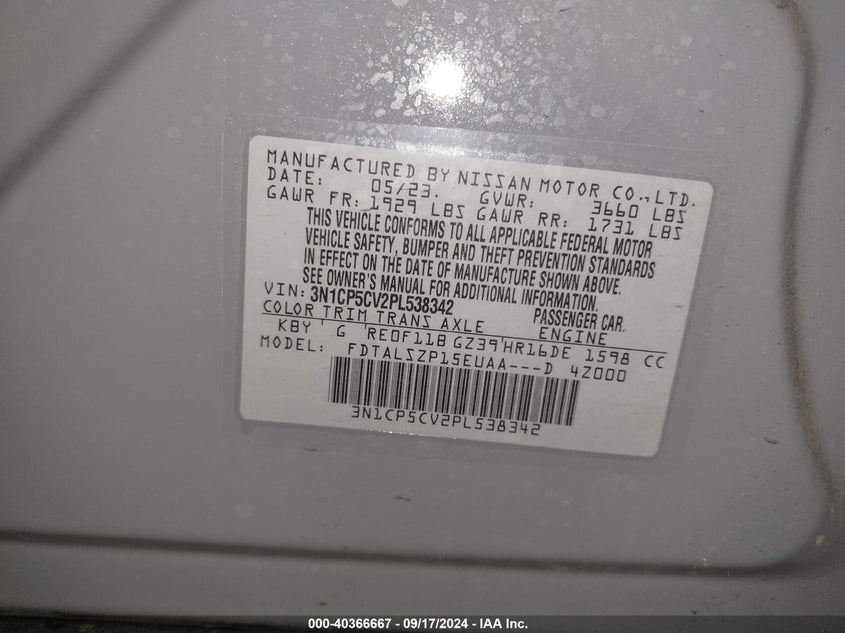 MANUFACTURED BY NISSAN MOTOR CO., LTD.
DATE: 05/23. GVWR: 3660 LBS
GAWR FR: 1929 LBS GAWR RR: 1731 LBS
THIS VEHICLE CONFORMS TO ALL APPLICABLE FEDERAL MOTOR
VEHICLE SAFETY, BUMPER AND THEFT PREVENTION STANDARDS
IN EFFECT ON THE DATE OF MANUFACTURE SHOWN ABOVE.
SEE OWNER'S MANUAL FOR ADDITIONAL INFORMATION.
VIN: 3N1CP5CV2PL538342 PASSENGER CAR.
COLOR TRIM TRANS AXLE ENGINE
KBY ' G 'RE0F11B GZ39'HR16DE 1598 CC
MODEL: FDTALSZP15EUAA---D 4Z000
3N1CP5CV2PL538342
000-40366667 - 09/17/2024 - IAA Inc.